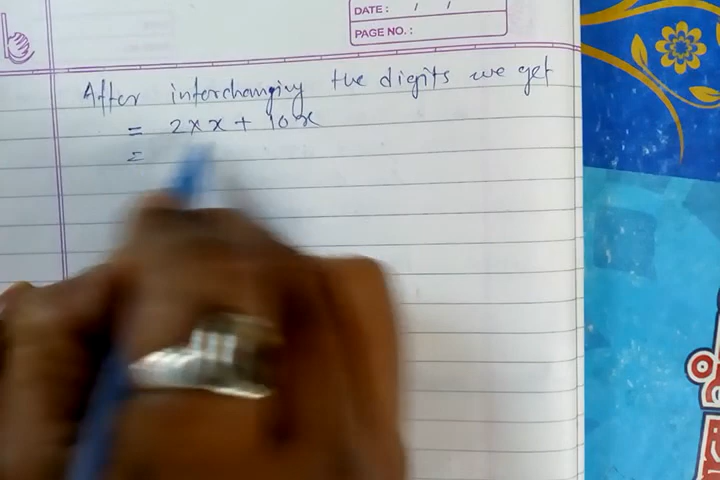 DATE: / /
PAGE NO.:
After interchanging the digits we get
= 2×x + 10x
=